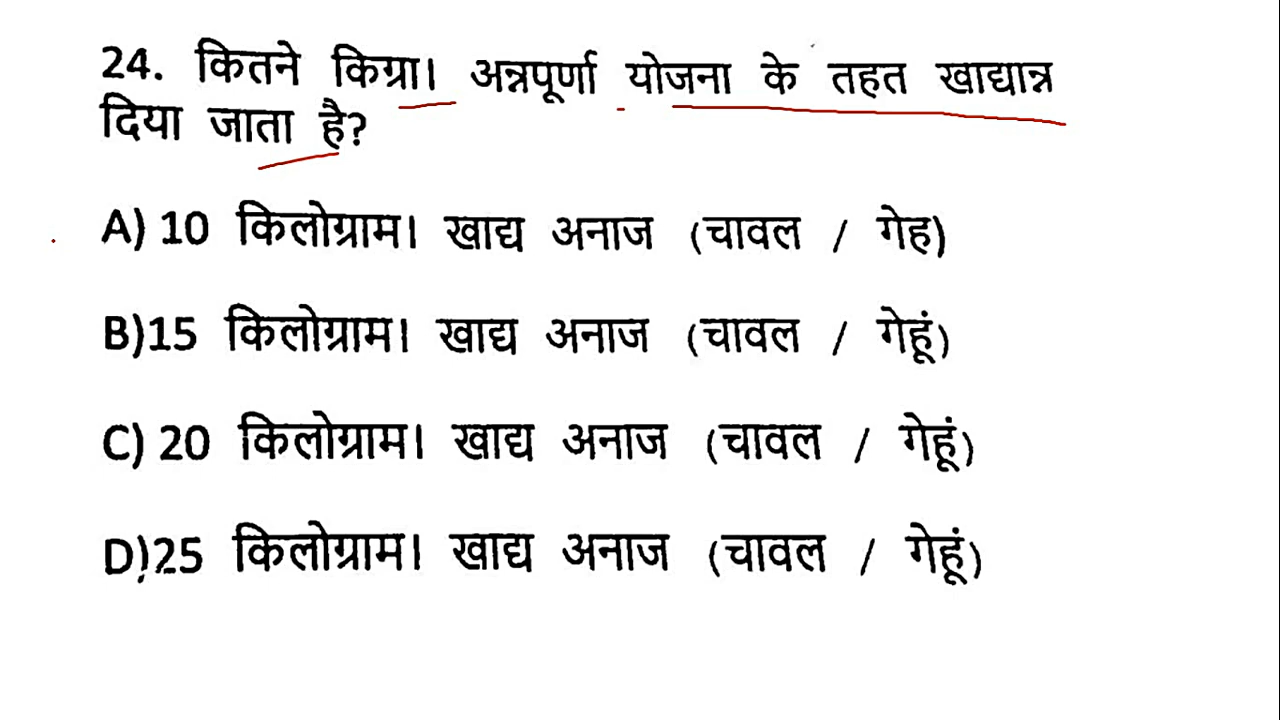 24. कितने किग्रा। अन्नपूर्णा योजना के तहत खाद्यान्न
दिया जाता है?
A) 10 किलोग्राम। खाद्य अनाज (चावल / गेह)
B)15 किलोग्राम। खाद्य अनाज (चावल / गेहूं)
C) 20 किलोग्राम। खाद्य अनाज (चावल / गेहूं)
D)25 किलोग्राम। खाद्य अनाज (चावल / गेहूं)